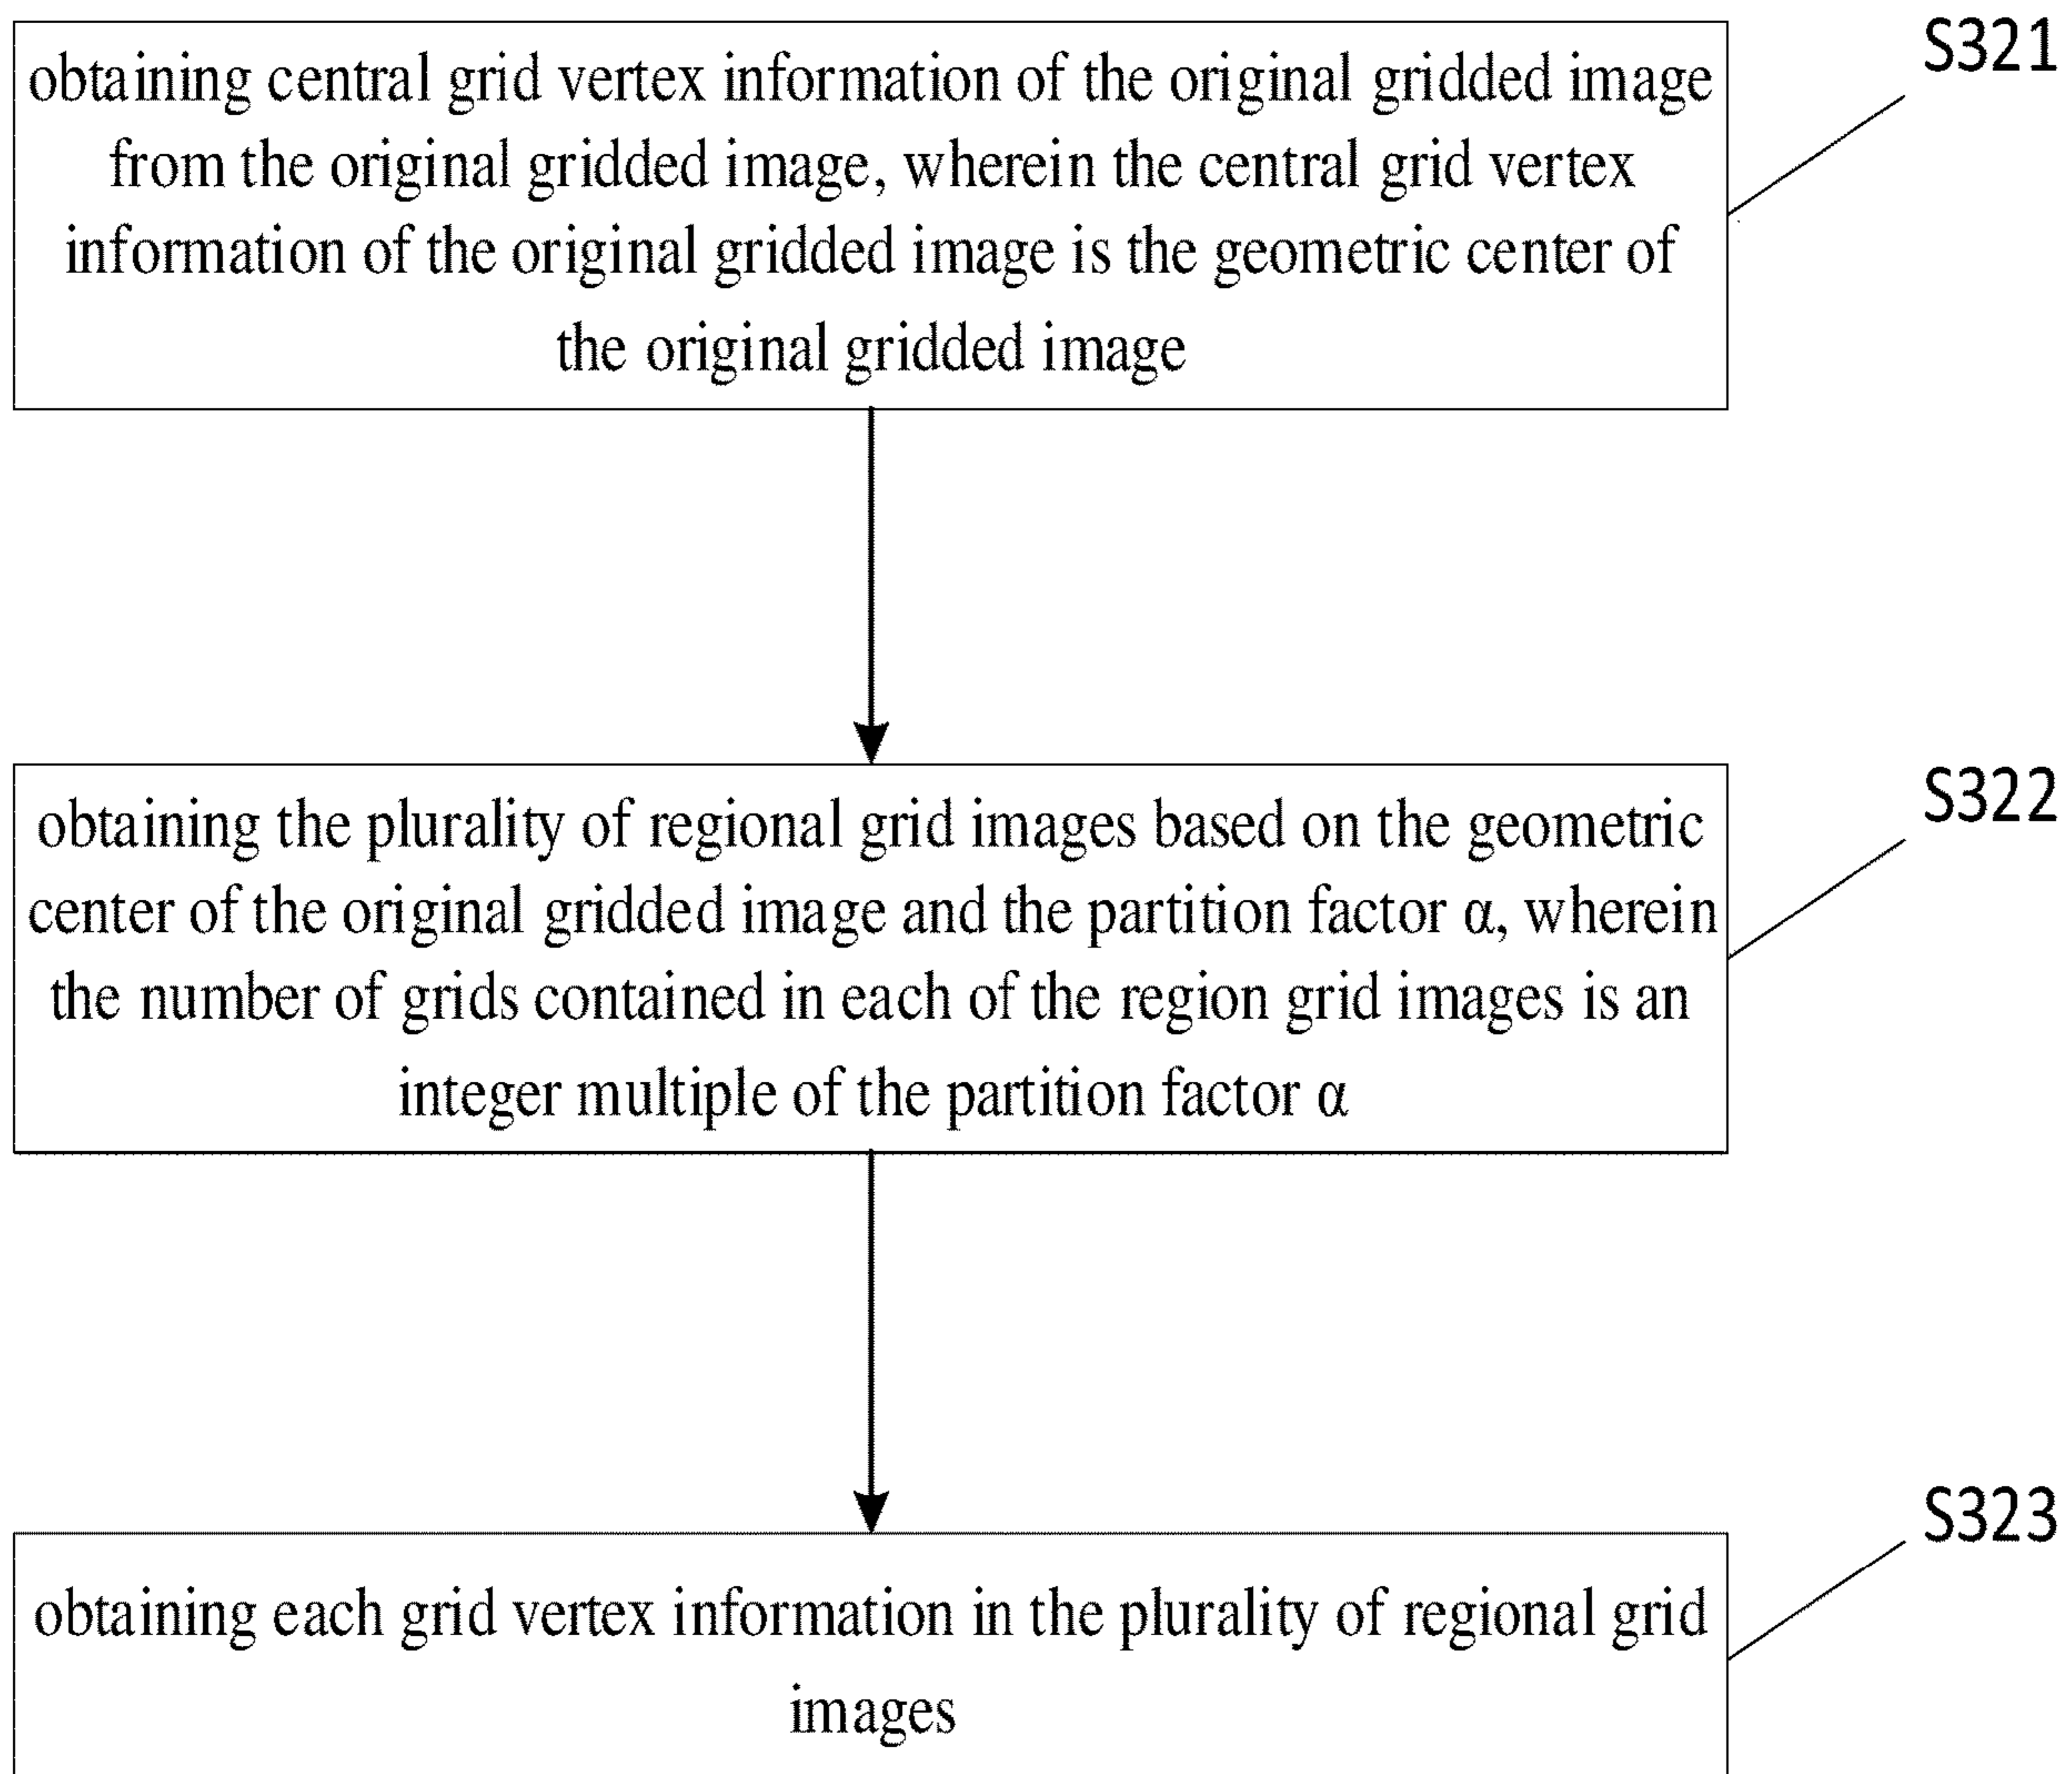 S321
obtaining central grid vertex information of the original gridded image
from the original gridded image, wherein the central grid vertex
information of the original gridded image is the geometric center of
the original gridded image
S322
obtaining the plurality of regional grid images based on the geometric
center of the original gridded image and the partition factor α, wherein
the number of grids contained in each of the region grid images is an
integer multiple of the partition factor α
S323
obtaining each grid vertex information in the plurality of regional grid
images